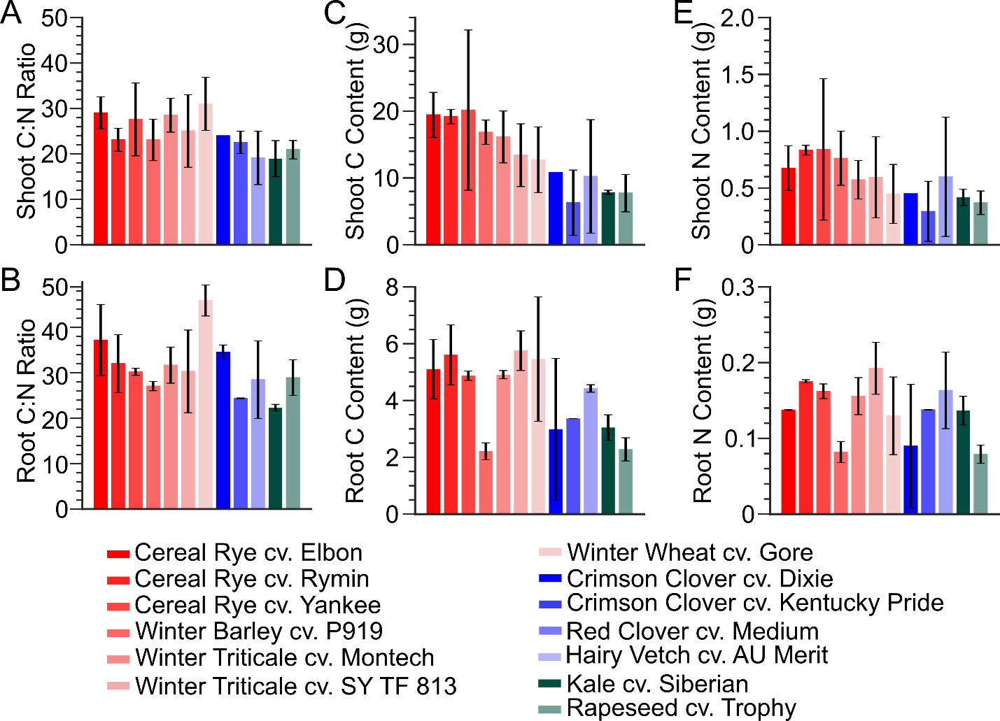 A
Shoot C:N Ratio
50
40
30
20
10
0
C
Shoot C Content (g)
30
20
10
0
E
Shoot N Content (g)
2.0
1.5
1.0
0.5
0
B
Root C:N Ratio
50
40
30
20
10
0
D
Root C Content (g)
8
6
4
2
0
F
Root N Content (g)
0.3
0.2
0.1
0
Cereal Rye cv. Elbon
Cereal Rye cv. Rymin
Cereal Rye cv. Yankee
Winter Barley cv. P919
Winter Triticale cv. Montech
Winter Triticale cv. SY TF 813
Winter Wheat cv. Gore
Crimson Clover cv. Dixie
Crimson Clover cv. Kentucky Pride
Red Clover cv. Medium
Hairy Vetch cv. AU Merit
Kale cv. Siberian
Rapeseed cv. Trophy